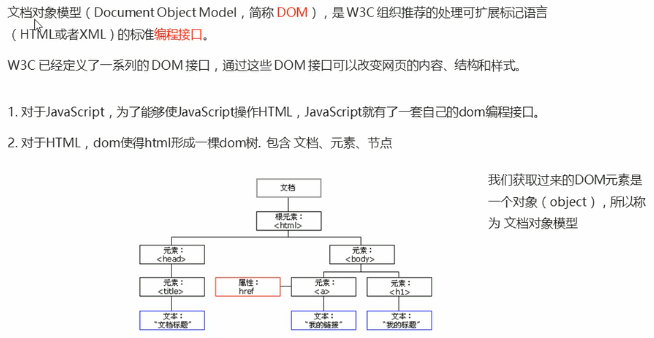 文档对象模型（Document Object Model，简称 DOM），是 W3C 组织推荐的处理可扩展标记语言
（HTML或者XML）的标准编程接口。
W3C 已经定义了一系列的 DOM 接口，通过这些 DOM 接口可以改变网页的内容、结构和样式。
1. 对于JavaScript，为了能够使JavaScript操作HTML，JavaScript就有了一套自己的dom编程接口。
2. 对于HTML，dom使得html形成一棵dom树. 包含 文档、元素、节点
我们获取过来的DOM元素是
一个对象（object），所以称
为 文档对象模型
文档
根元素：
<html>
元素：
<head>
元素：
<body>
元素：
<title>
属性：
href
元素：
<a>
元素：
<h1>
文本：
"文档标题"
文本：
"我的链接"
文本：
"我的标题"